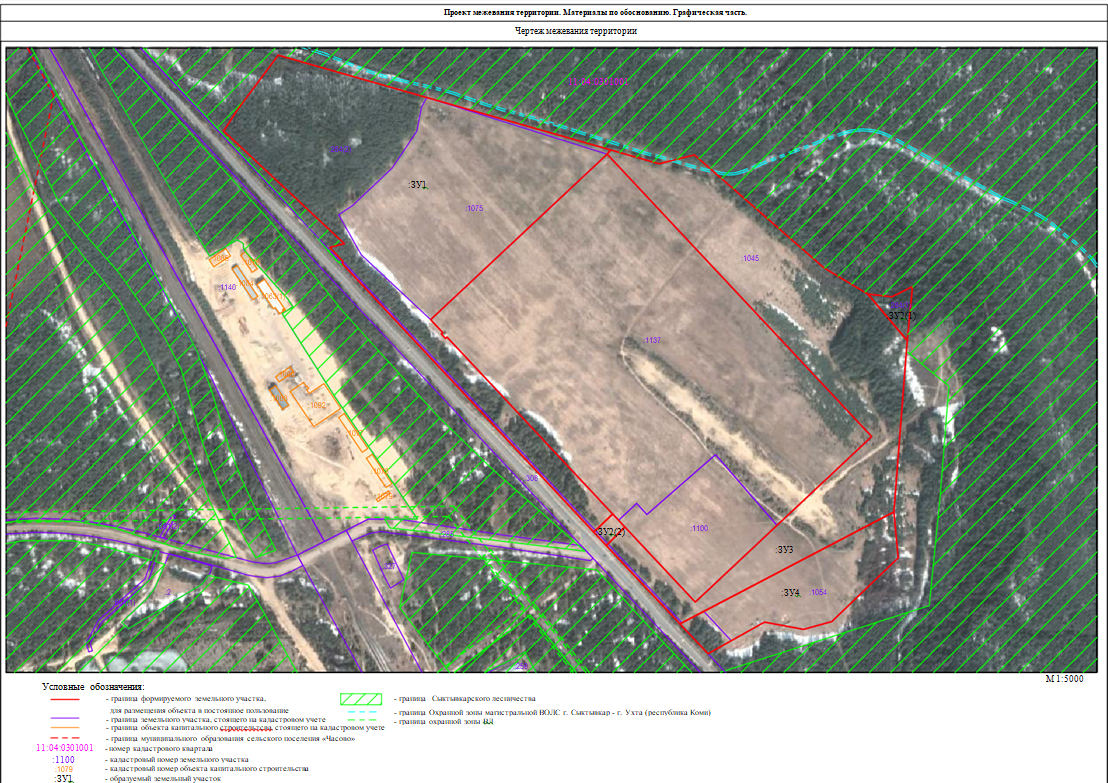 Проект межевания территории. Материалы по обоснованию. Графическая часть.
Чертеж межевания территории
11:04:0301001
:ЗУ1
:1075
:1045
:1140
:ЗУ2(1)
:1137
:1092
:308
:1100
:ЗУ2(2)
:ЗУ3
:ЗУ4
:1054
М 1:5000
Условные обозначения:
- граница формируемого земельного участка.
для размещения объекта в постоянное пользование
- граница земельного участка, стоящего на кадастровом учете
- граница объекта капитального строительства, стоящего на кадастровом учете
- граница муниципального образования сельского поселения «Часово»
11:04:0301001 - номер кадастрового квартала
:1100 - кадастровый номер земельного участка
:1079 - кадастровый номер объекта капитального строительства
:ЗУ1 - образуемый земельный участок
- граница Сыктывкарского лесничества
- граница Охранной зоны магистральной ВОЛС г. Сыктывкар - г. Ухта (республика Коми)
- граница охранной зоны ВЛ